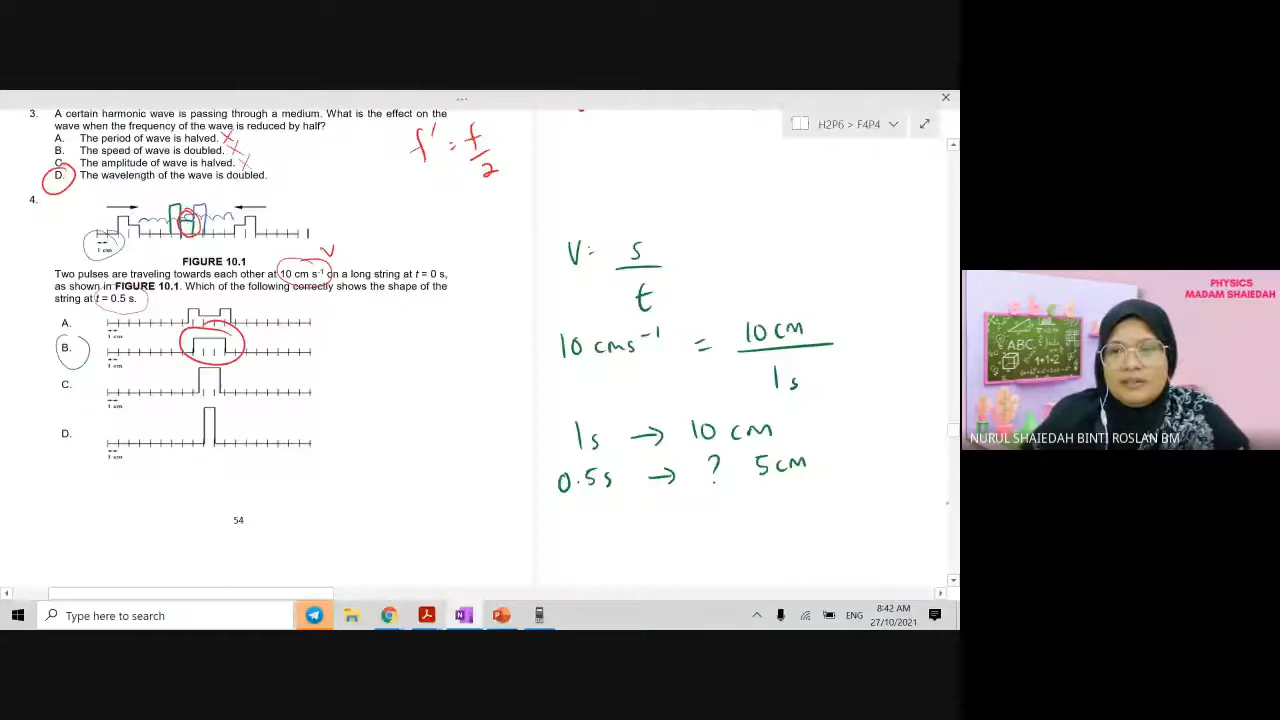 3. A certain harmonic wave is passing through a medium. What is the effect on the
wave when the frequency of the wave is reduced by half?
A. The period of wave is halved.
B. The speed of wave is doubled.
C. The amplitude of wave is halved.
D. The wavelength of the wave is doubled.
f' = f/2
4.
1 cm
FIGURE 10.1
v
Two pulses are traveling towards each other at 10 cm s⁻¹ on a long string at t = 0 s,
as shown in FIGURE 10.1. Which of the following correctly shows the shape of the
string at t = 0.5 s.
A.
1 cm
B.
1 cm
C.
1 cm
D.
1 cm
54
H2P6 > F4P4
v = s/t
10 cms⁻¹ = 10 cm / 1 s
1s → 10 cm
0.5s → ? 5 cm
PHYSICS
MADAM SHAIEDAH
ABC
1+1=2
NURUL SHAIEDAH BINTI ROSLAN BM
Type here to search
ENG
8:42 AM
27/10/2021